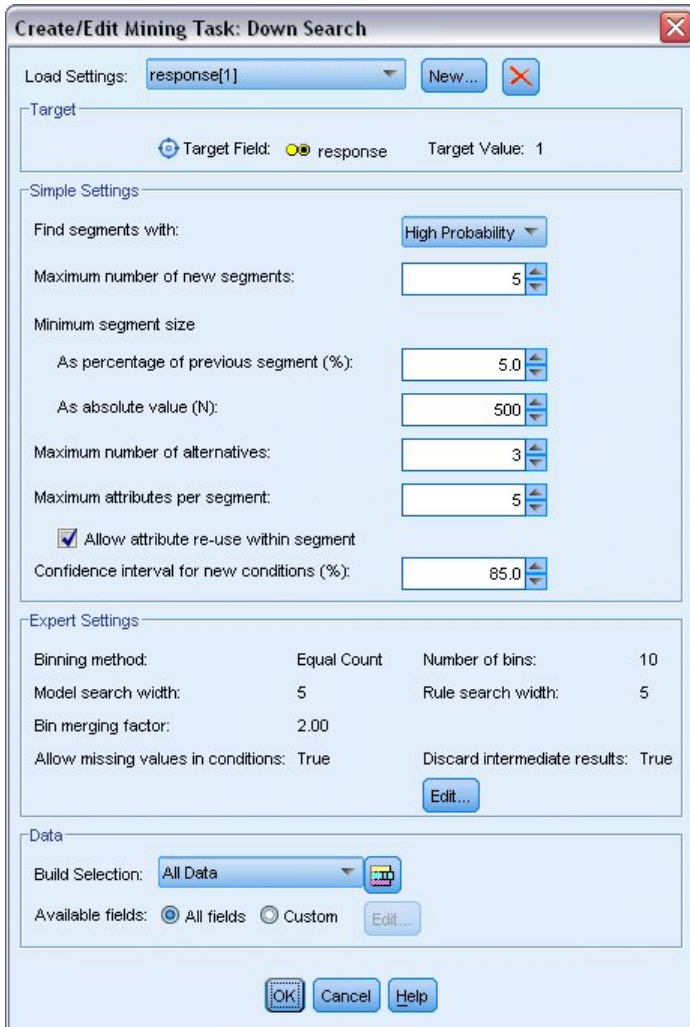 Create/Edit Mining Task: Down Search
Load Settings: response[1] New...
Target
Target Field: response Target Value: 1
Simple Settings
Find segments with: High Probability
Maximum number of new segments: 5
Minimum segment size
As percentage of previous segment (%): 5.0
As absolute value (N): 500
Maximum number of alternatives: 3
Maximum attributes per segment: 5
Allow attribute re-use within segment
Confidence interval for new conditions (%): 85.0
Expert Settings
Binning method: Equal Count Number of bins: 10
Model search width: 5 Rule search width: 5
Bin merging factor: 2.00
Allow missing values in conditions: True Discard intermediate results: True
Edit...
Data
Build Selection: All Data
Available fields: All fields Custom Edit...
OK Cancel Help